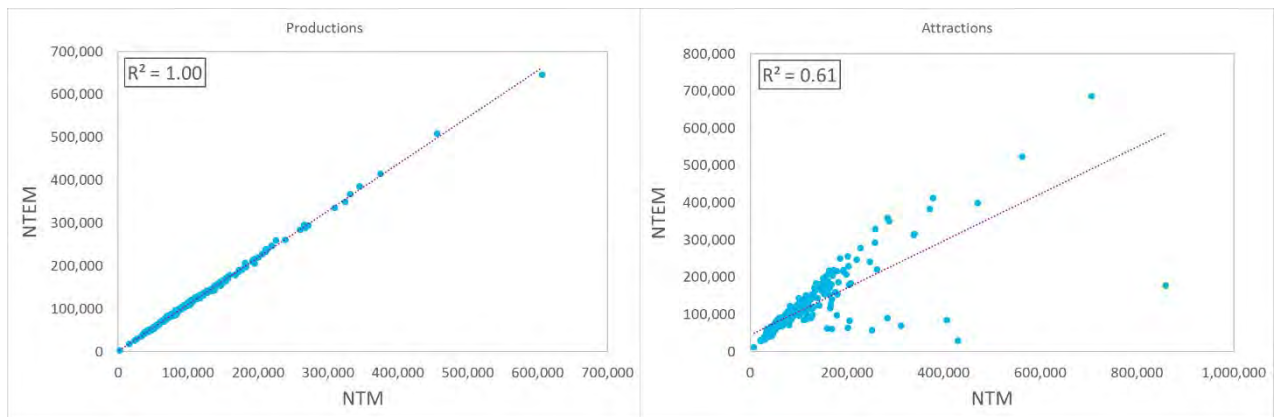 Productions
R² = 1.00
NTEM
700,000
600,000
500,000
400,000
300,000
200,000
100,000
0
0 100,000 200,000 300,000 400,000 500,000 600,000 700,000
NTM
Attractions
R² = 0.61
NTEM
800,000
700,000
600,000
500,000
400,000
300,000
200,000
100,000
0
0 200,000 400,000 600,000 800,000 1,000,000
NTM